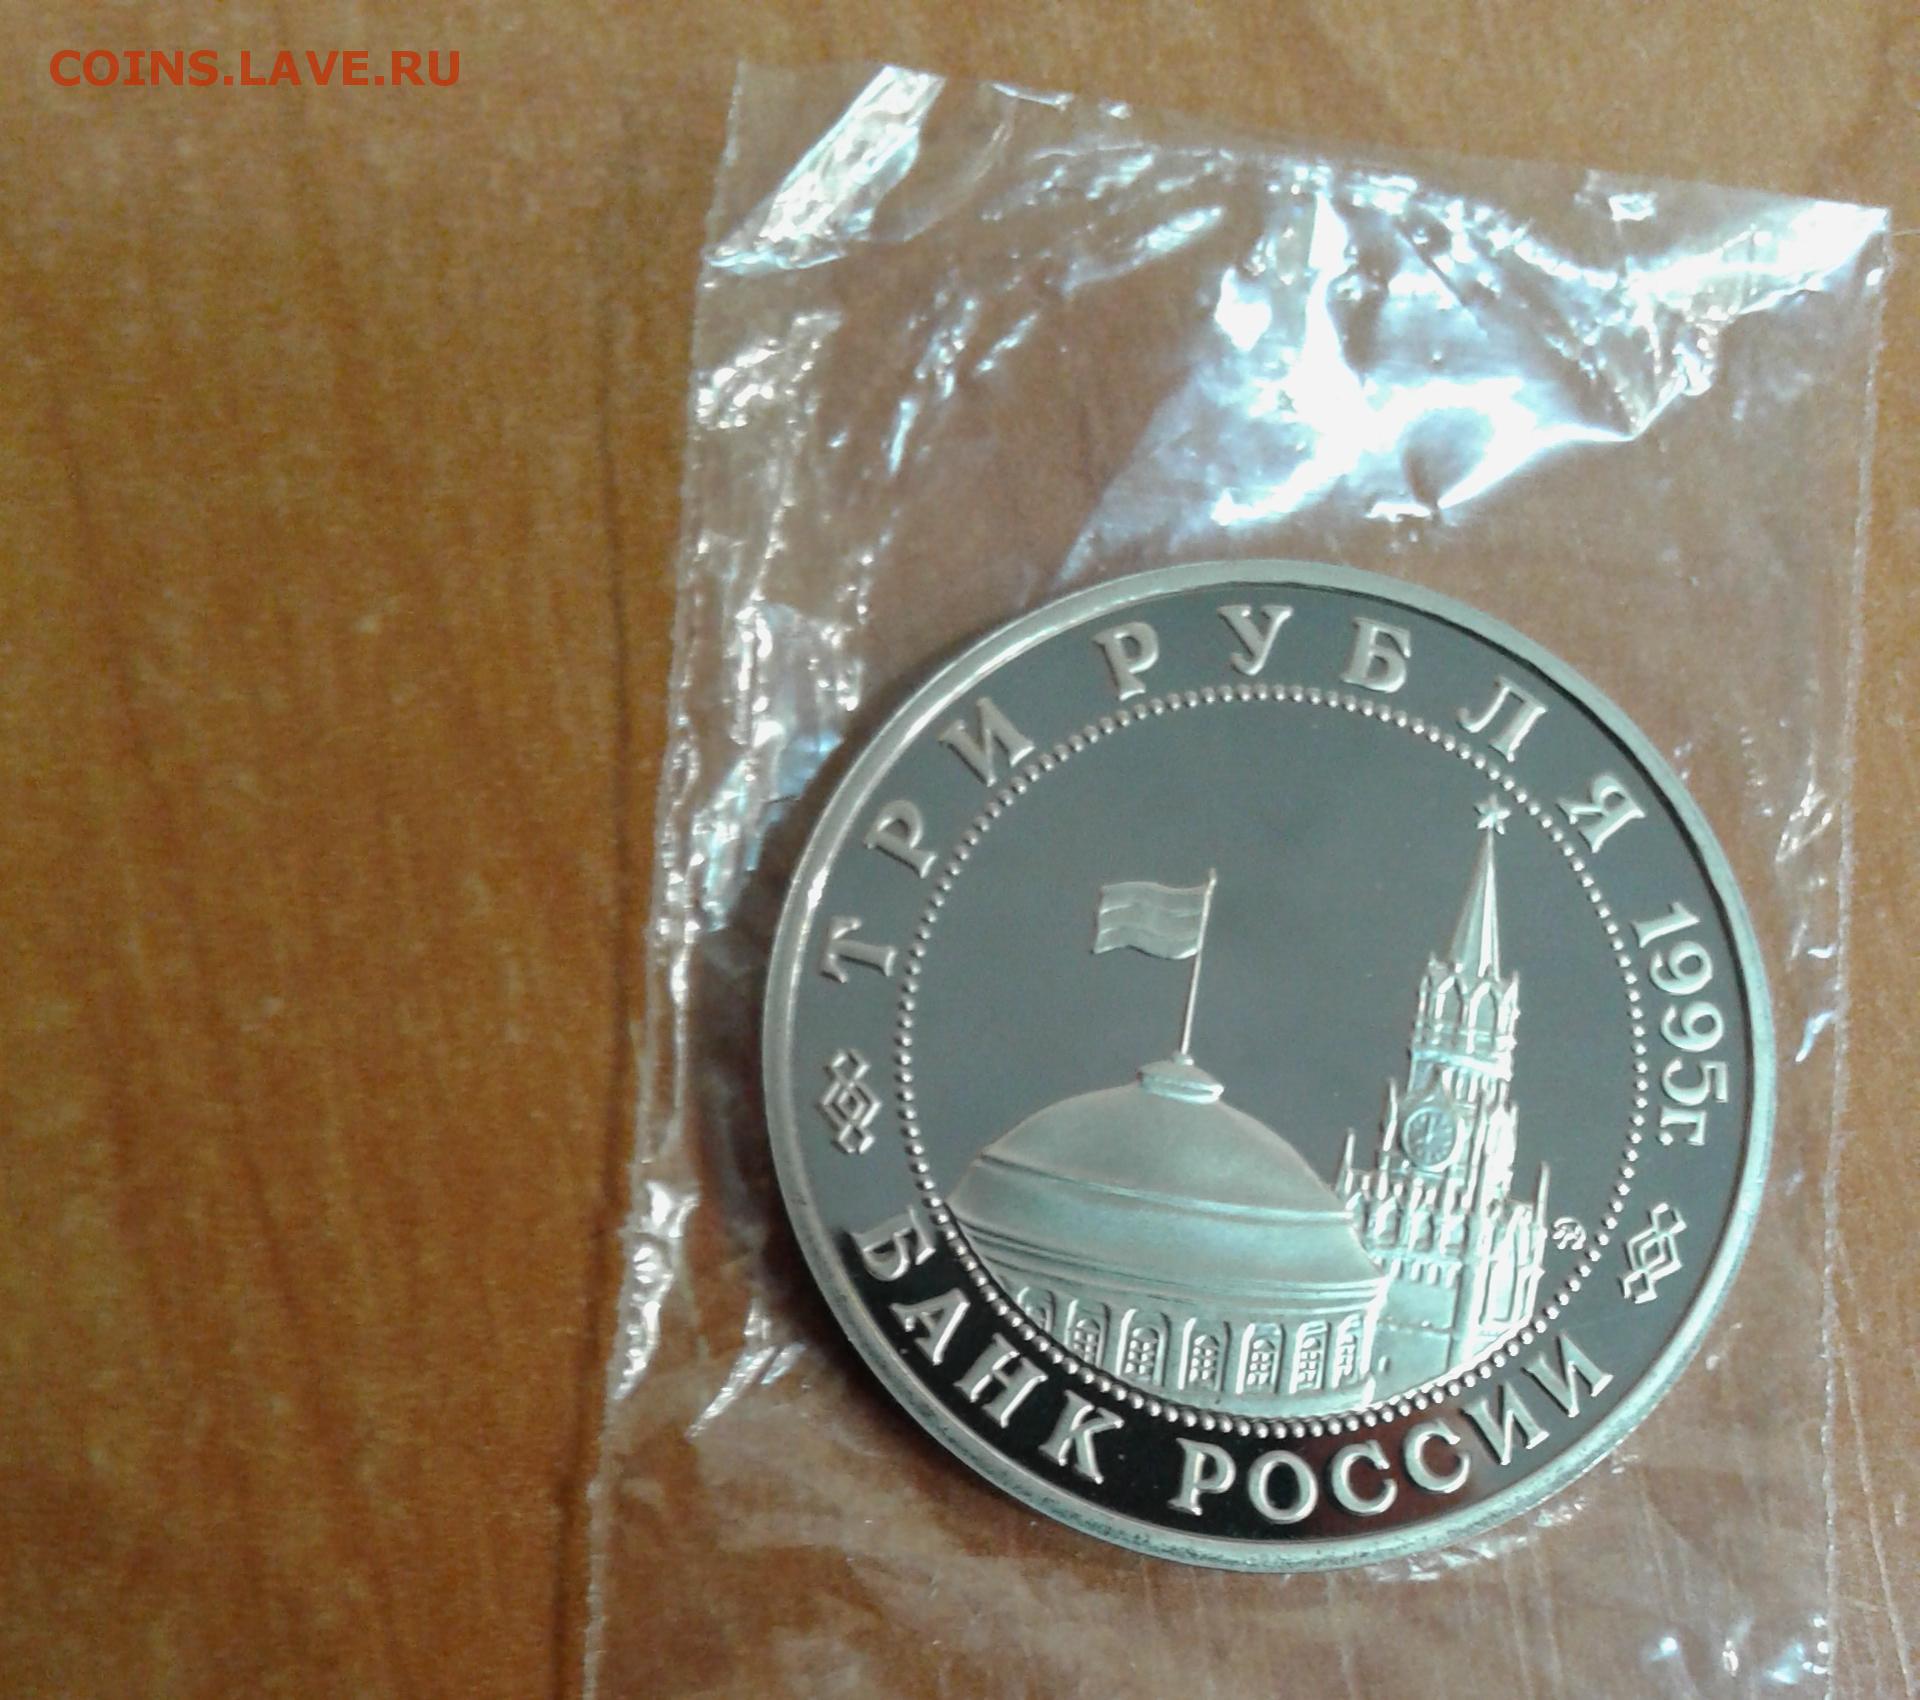 COINS.LAVE.RU
ТРИ РУБЛЯ 1995г.
БАНК РОССИИ